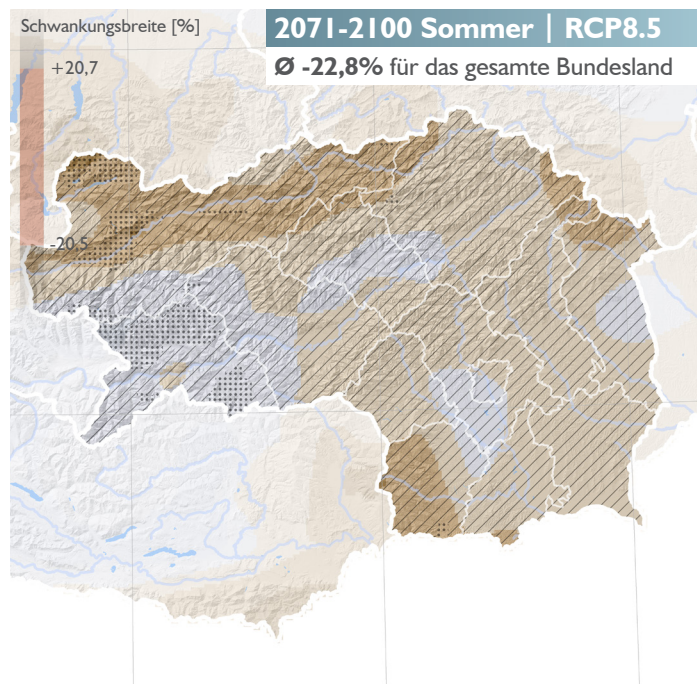 Schwankungsbreite [%]
2071-2100 Sommer | RCP8.5
+20,7
Ø -22,8% für das gesamte Bundesland
-20,5